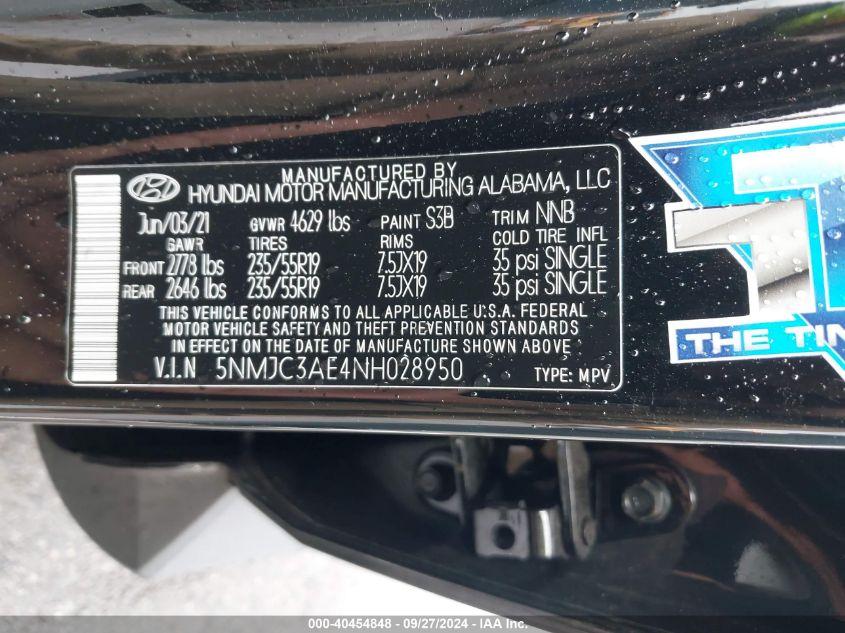 MANUFACTURED BY
HYUNDAI MOTOR MANUFACTURING ALABAMA, LLC
Jun/03/21 GVWR 4629 lbs PAINT S3B TRIM NNB
GAWR TIRES RIMS COLD TIRE INFL
FRONT 2778 lbs 235/55R19 7.5JX19 35 psi SINGLE
REAR 2646 lbs 235/55R19 7.5JX19 35 psi SINGLE
THIS VEHICLE CONFORMS TO ALL APPLICABLE U.S.A. FEDERAL
MOTOR VEHICLE SAFETY AND THEFT PREVENTION STANDARDS
IN EFFECT ON THE DATE OF MANUFACTURE SHOWN ABOVE.
V.I.N 5NMJC3AE4NH028950 TYPE: MPV
THE TIN
000-40454848 - 09/27/2024 - IAA Inc.